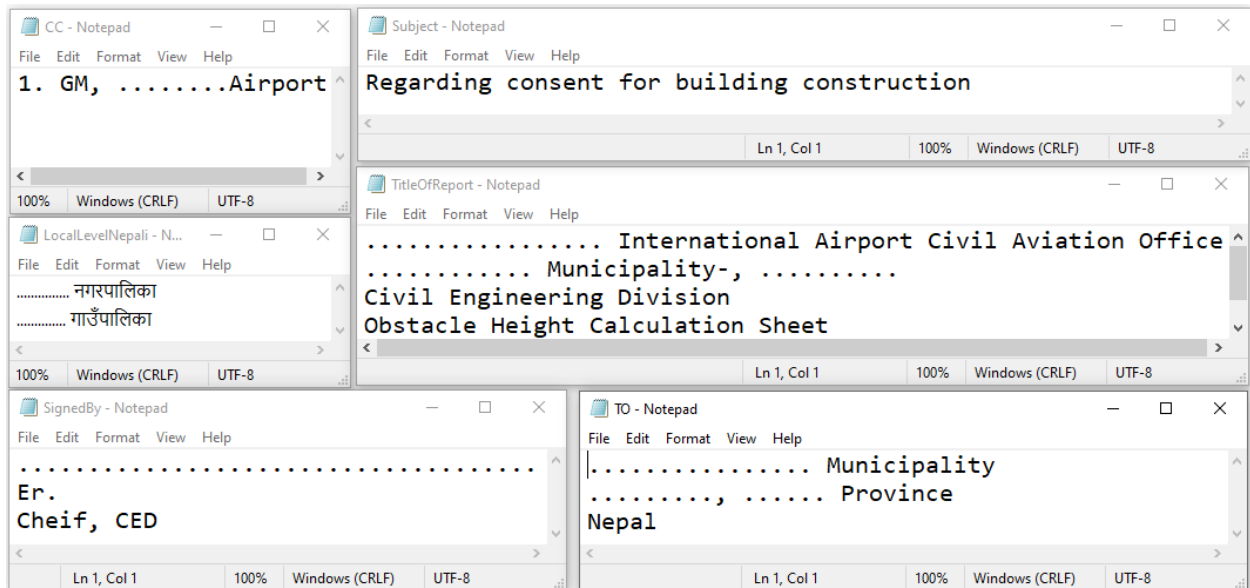 CC - Notepad
File Edit Format View Help
1. GM, ........Airport
100% Windows (CRLF) UTF-8
Subject - Notepad
File Edit Format View Help
Regarding consent for building construction
Ln 1, Col 1 100% Windows (CRLF) UTF-8
LocalLevelNepali - N...
File Edit Format View Help
............... नगरपालिका
.............. गाउँपालिका
100% Windows (CRLF) UTF-8
TitleOfReport - Notepad
File Edit Format View Help
................. International Airport Civil Aviation Office
............ Municipality-, ..........
Civil Engineering Division
Obstacle Height Calculation Sheet
Ln 1, Col 1 100% Windows (CRLF) UTF-8
SignedBy - Notepad
File Edit Format View Help
.....................................
Er.
Cheif, CED
Ln 1, Col 1 100% Windows (CRLF) UTF-8
TO - Notepad
File Edit Format View Help
................ Municipality
........., ...... Province
Nepal
Ln 1, Col 1 100% Windows (CRLF) UTF-8